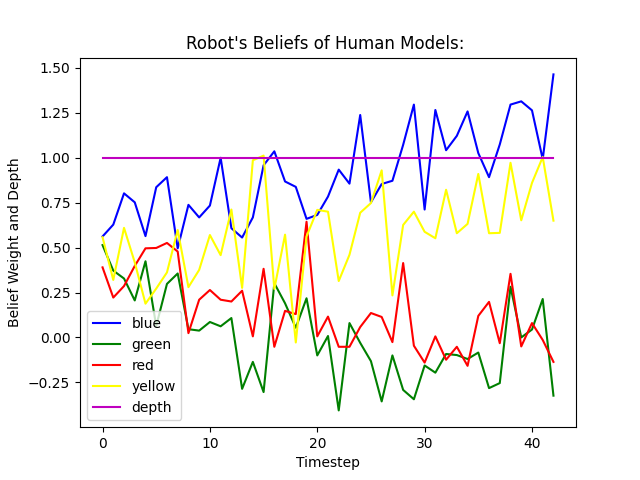 Robot's Beliefs of Human Models:
Belief Weight and Depth
1.50
1.25
1.00
0.75
0.50
0.25
0.00
−0.25
blue
green
red
yellow
depth
0 10 20 30 40
Timestep